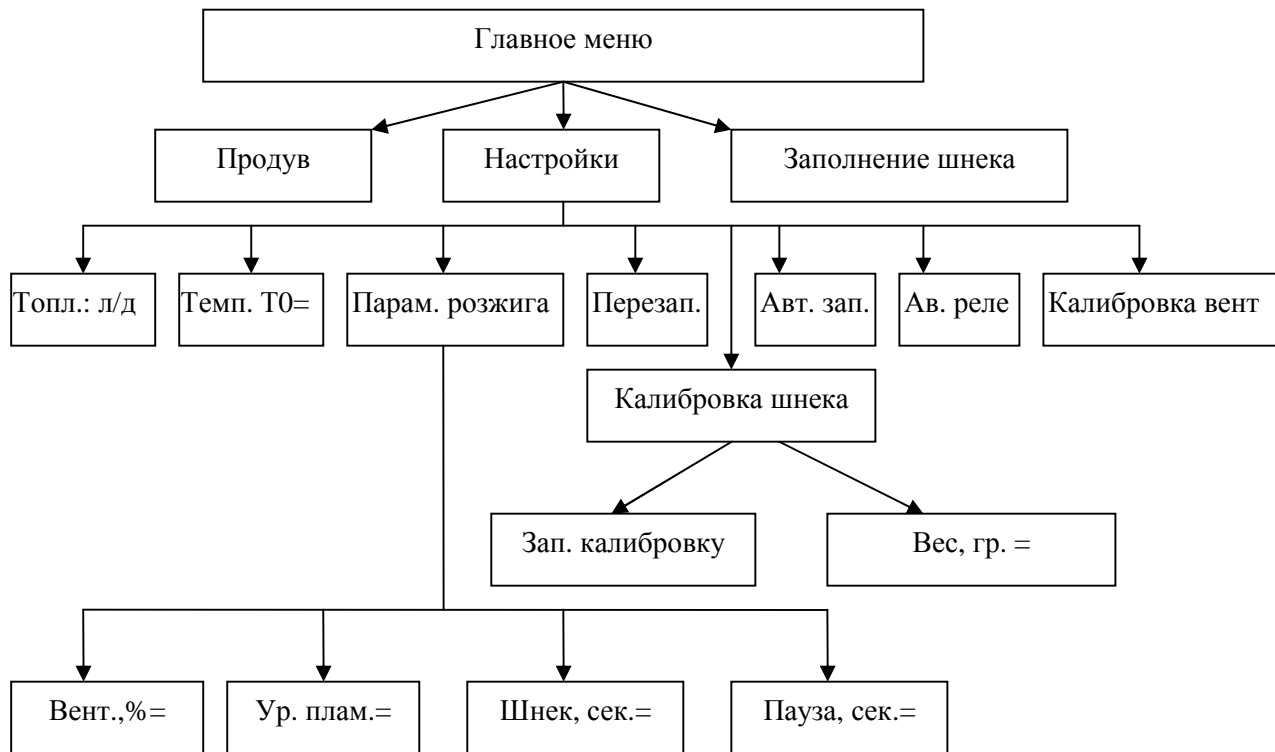 Главное меню
Продув
Настройки
Заполнение шнека
Топл.: л/д
Темп. Т0=
Парам. розжига
Перезап.
Авт. зап.
Ав. реле
Калибровка вент
Калибровка шнека
Зап. калибровку
Вес, гр. =
Вент.,%=
Ур. плам.=
Шнек, сек.=
Пауза, сек.=